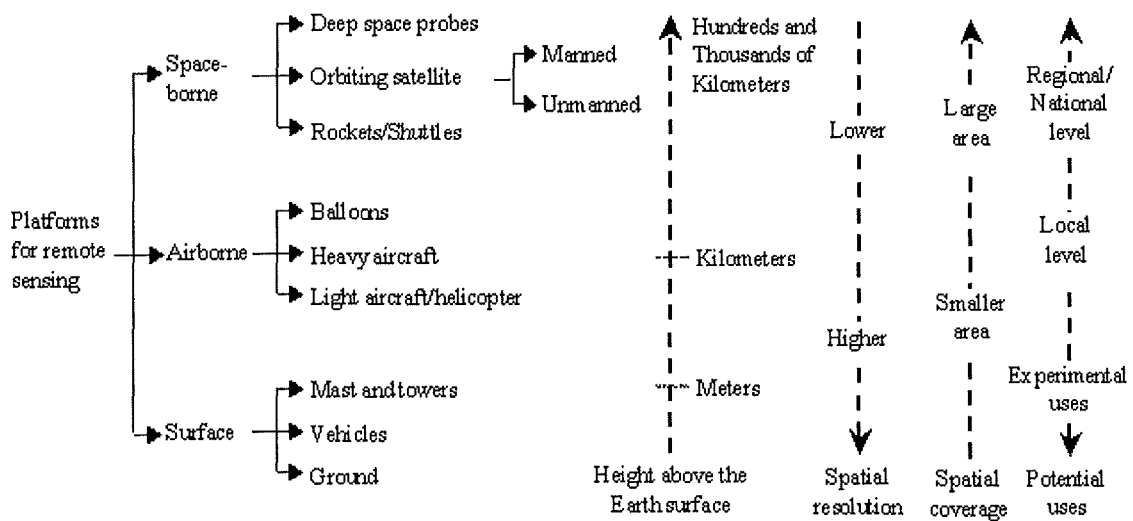 Platforms
for remote
sensing
Space-
borne
Deep space probes
Orbiting satellite
Manned
Unmanned
Rockets/Shuttles
Airborne
Balloons
Heavy aircraft
Light aircraft/helicopter
Surface
Mast and towers
Vehicles
Ground
Hundreds and
Thousands of
Kilometers
Kilometers
Meters
Height above the
Earth surface
Lower
Higher
Spatial
resolution
Large
area
Smaller
area
Spatial
coverage
Regional/
National
level
Local
level
Experimental
uses
Potential
uses